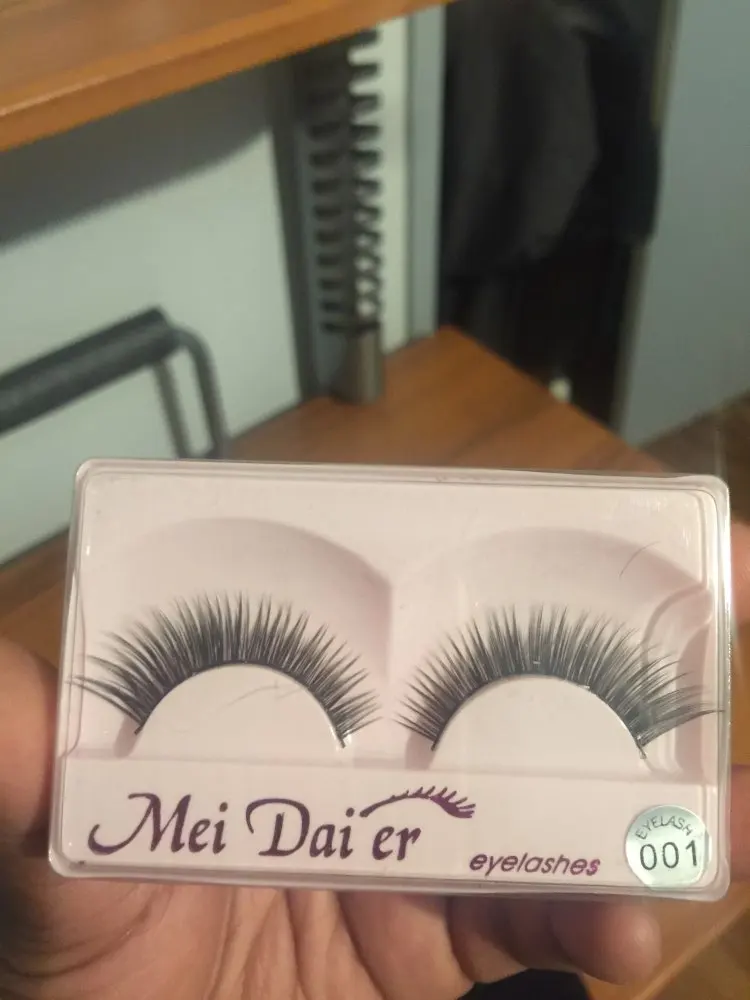 Mei Dai er
eyelashes
EYELASH
001